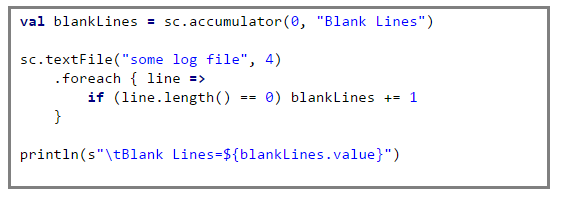 val blankLines = sc.accumulator(0, "Blank Lines")
sc.textFile("some log file", 4)
    .foreach { line =>
        if (line.length() == 0) blankLines += 1
    }
println(s"\tBlank Lines=${blankLines.value}")